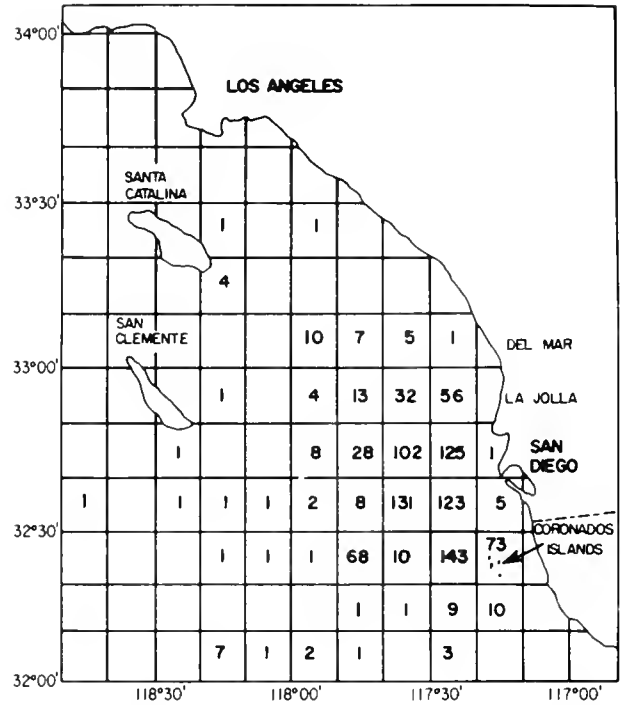 34°00'
LOS ANGELES
SANTA
CATALINA
33°30'
1 1
4
SAN
CLEMENTE
10 7 5 1 DEL MAR
33°00'
1 4 13 32 56 LA JOLLA
1 8 28 102 125 1 SAN
DIEGO
1 1 1 1 2 8 131 123 5
32°30'
CORONADOS
ISLANDS
1 1 1 68 10 143 73
1 1 9 10
7 1 2 1 3
32°00'
118°30' 118°00' 117°30' 117°00'